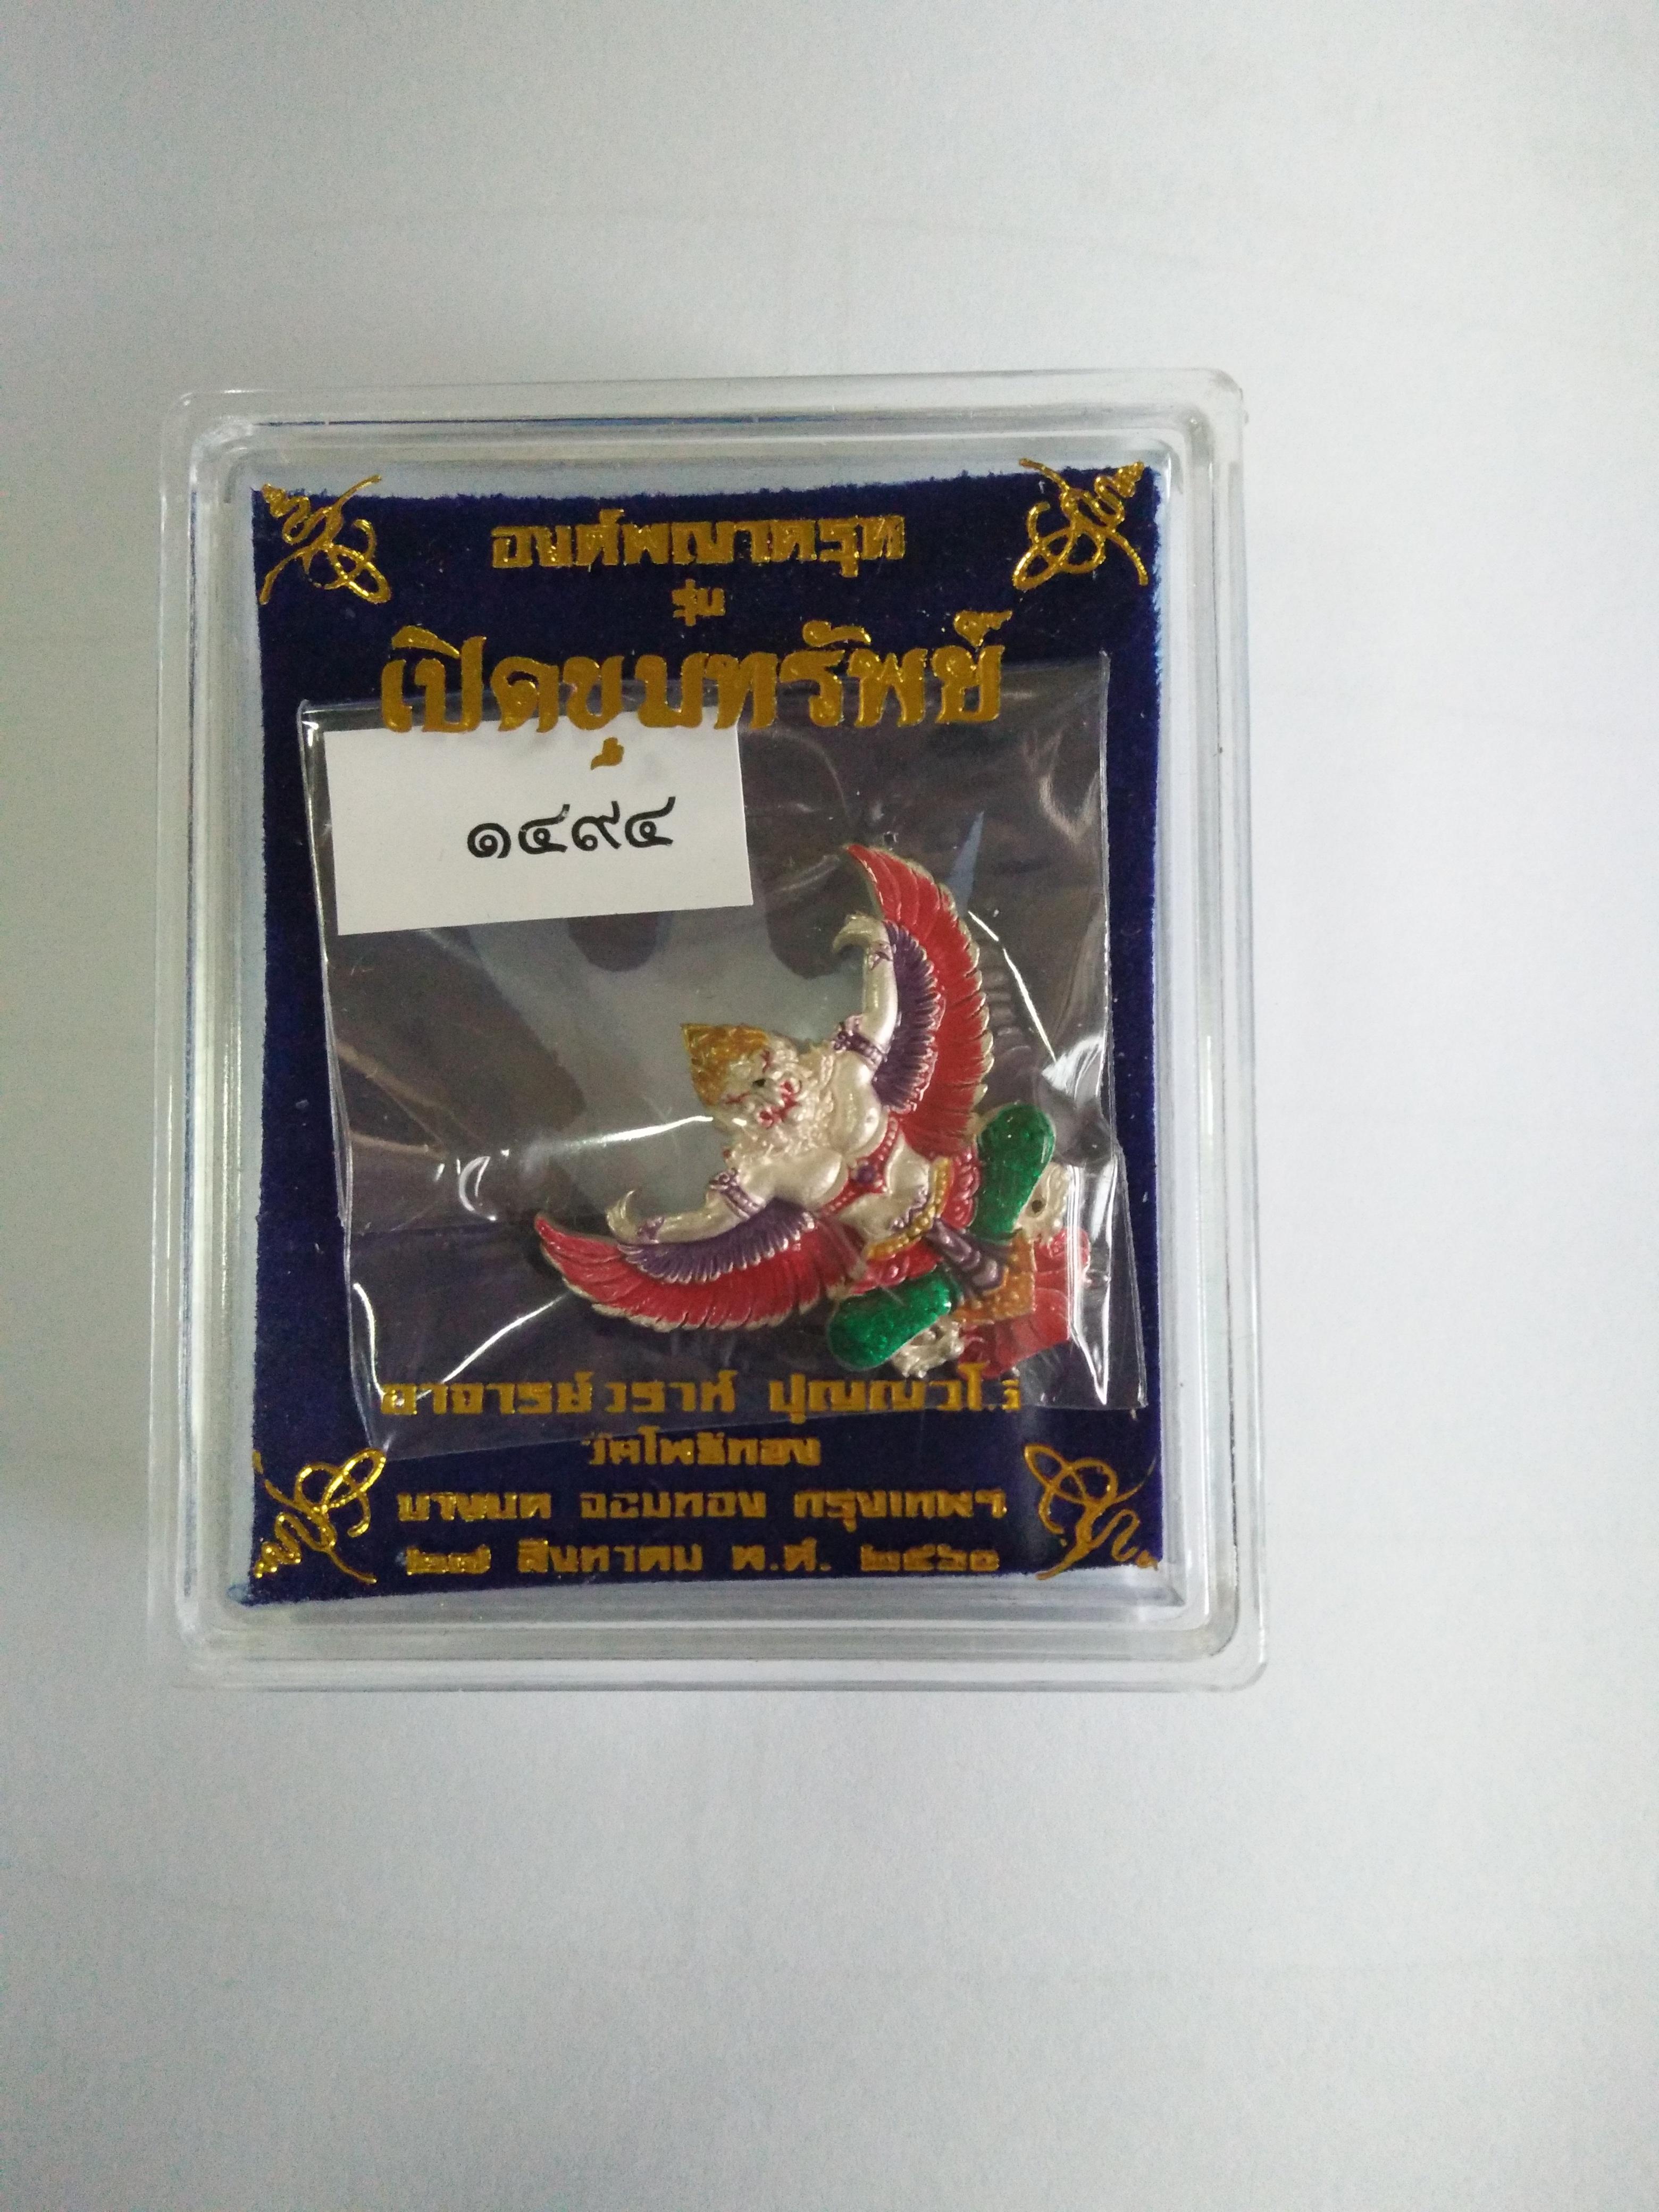 องค์พญาครุฑ
รุ่น
เปิดขุมทรัพย์
๑๔๙๔
อาจารย์วราห์ ปุญญวโร
วัดโพธิทอง
บางมด จอมทอง กรุงเทพฯ
๒๗ สิงหาคม พ.ศ. ๒๕๖๐